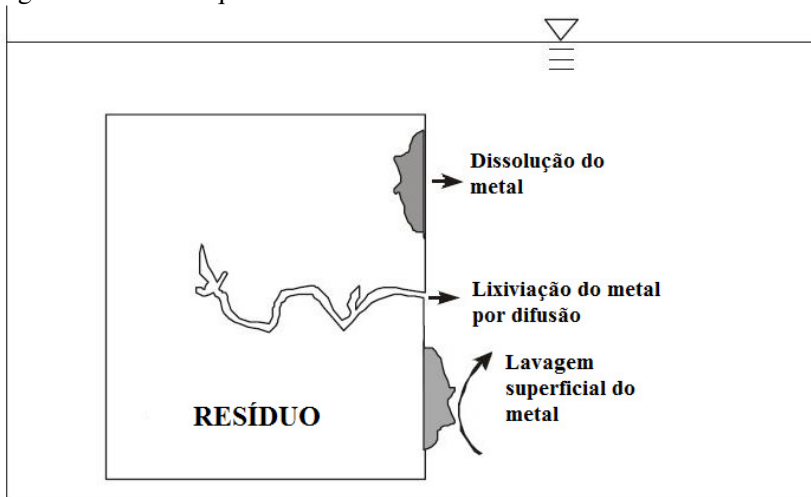 Dissolução do
metal
Lixiviação do metal
por difusão
Lavagem
superficial do
metal
RESÍDUO